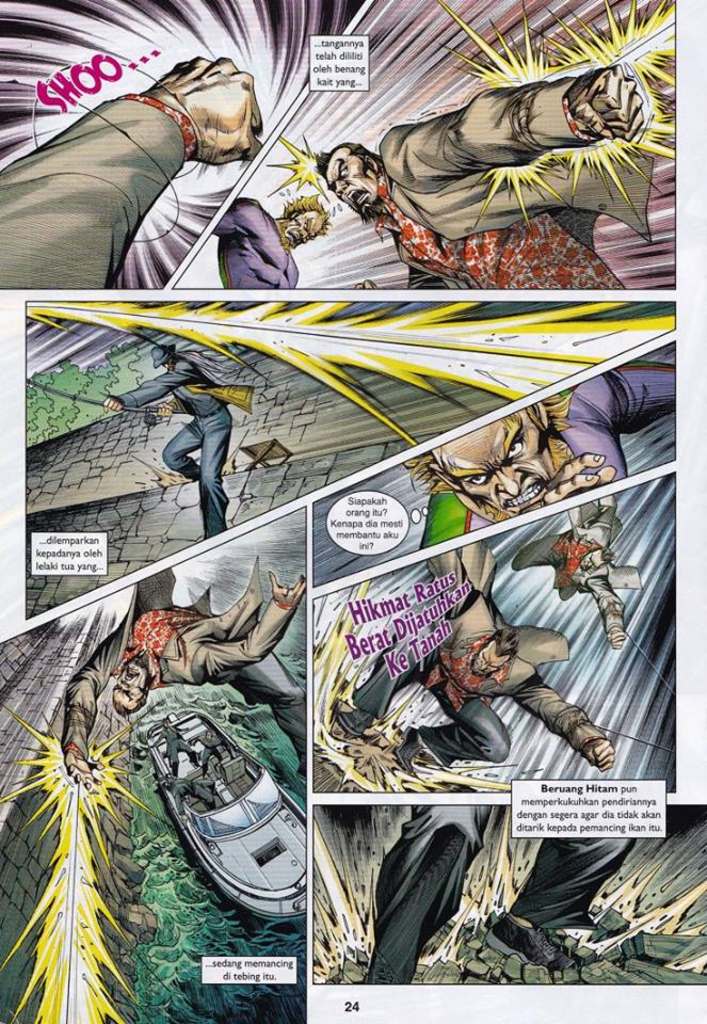 SHOO...
...tangannya
telah dililiti
oleh benang
kait yang...
...dilemparkan
kepadanya oleh
lelaki tua yang...
Siapakah
orang itu?
Kenapa dia mesti
membantu aku
ini?
...sedang memancing
di tebing itu.
Hikmat Ratus
Berat Dijatuhkan
Ke Tanah
Beruang Hitam pun
memperkukuhkan pendiriannya
dengan segera agar dia tidak akan
ditarik kepada pemancing ikan itu.
24